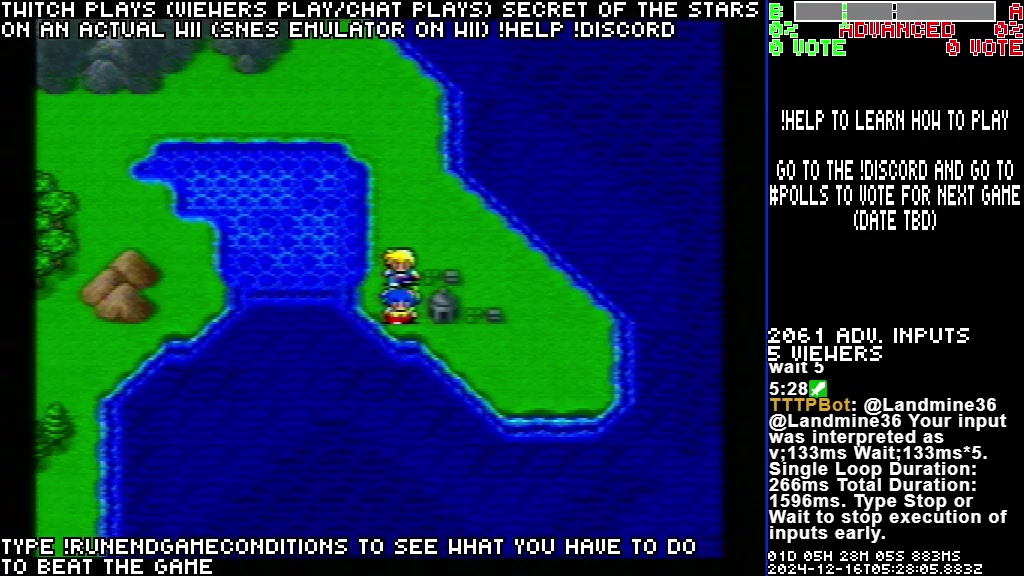 TWITCH PLAYS (VIEWERS PLAY/CHAT PLAYS) SECRET OF THE STARS
ON AN ACTUAL WII (SNES EMULATOR ON WII) !HELP !DISCORD
B A
0% ADVANCED 0%
0 VOTE 0 VOTE
!HELP TO LEARN HOW TO PLAY
GO TO THE !DISCORD AND GO TO
#POLLS TO VOTE FOR NEXT GAME
(DATE TBD)
2061 ADV. INPUTS
5 VIEWERS
wait 5
5:28
TTTPBot: @Landmine36
@Landmine36 Your input
was interpreted as
v;133ms Wait;133ms*5.
Single Loop Duration:
266ms Total Duration:
1596ms. Type Stop or
Wait to stop execution of
inputs early.
TYPE !RUNENDGAMECONDITIONS TO SEE WHAT YOU HAVE TO DO
TO BEAT THE GAME
01D 05H 28M 05S 883MS
2024-12-16T05:28:05.883Z